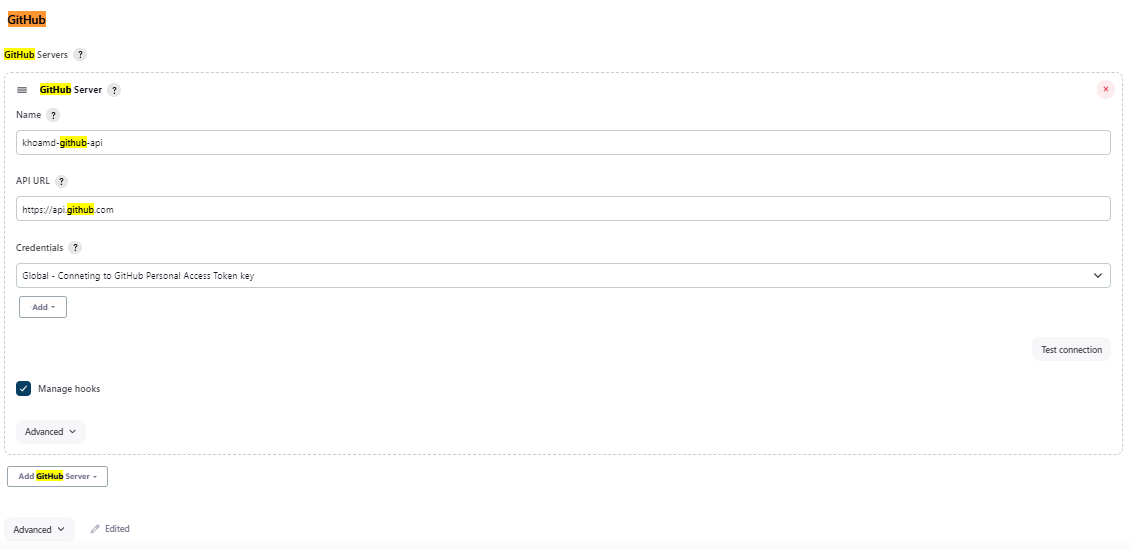 GitHub
GitHub Servers ?
GitHub Server ?
Name ?
khoamd-github-api
API URL ?
https://api.github.com
Credentials ?
Global - Conneting to GitHub Personal Access Token key
Add
Test connection
Manage hooks
Advanced
Add GitHub Server
Advanced Edited